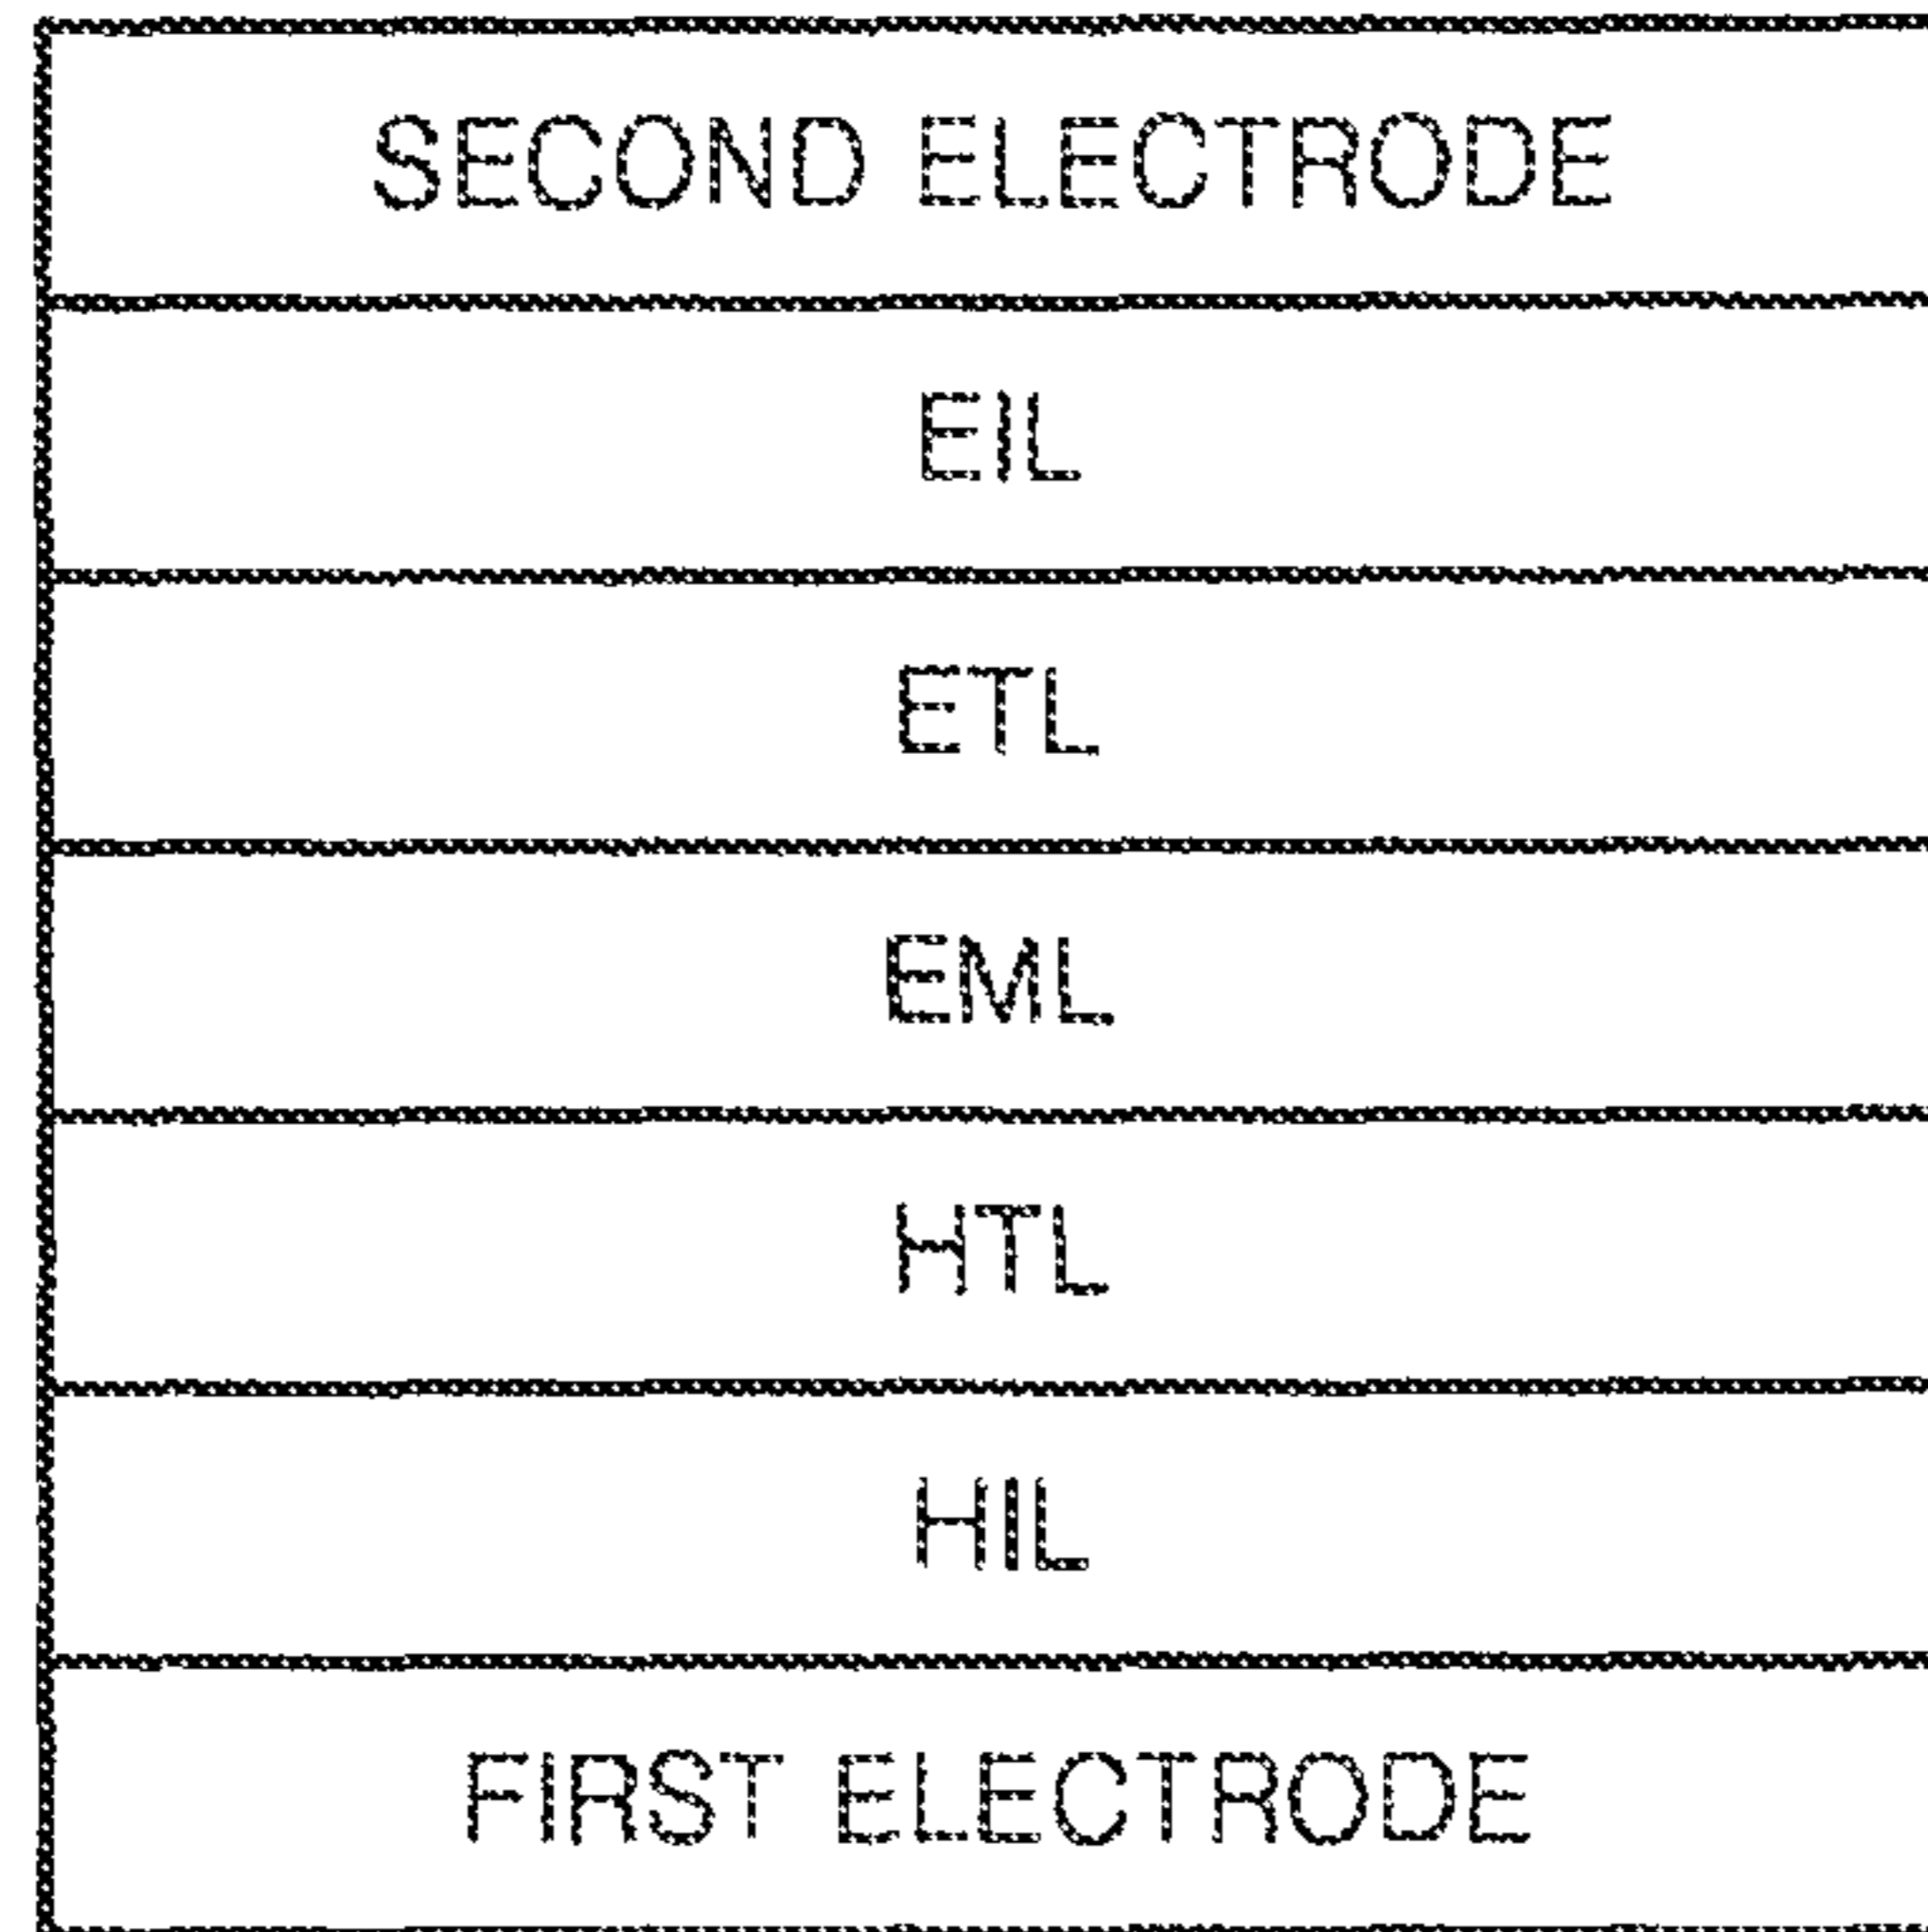 SECOND ELECTRODE
EIL
ETL
EML
HTL
HIL
FIRST ELECTRODE